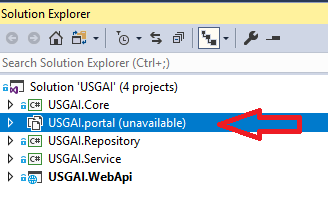 Solution Explorer
Search Solution Explorer (Ctrl+;)
Solution 'USGAI' (4 projects)
C# USGAI.Core
USGAI.portal (unavailable)
C# USGAI.Repository
C# USGAI.Service
USGAI.WebApi